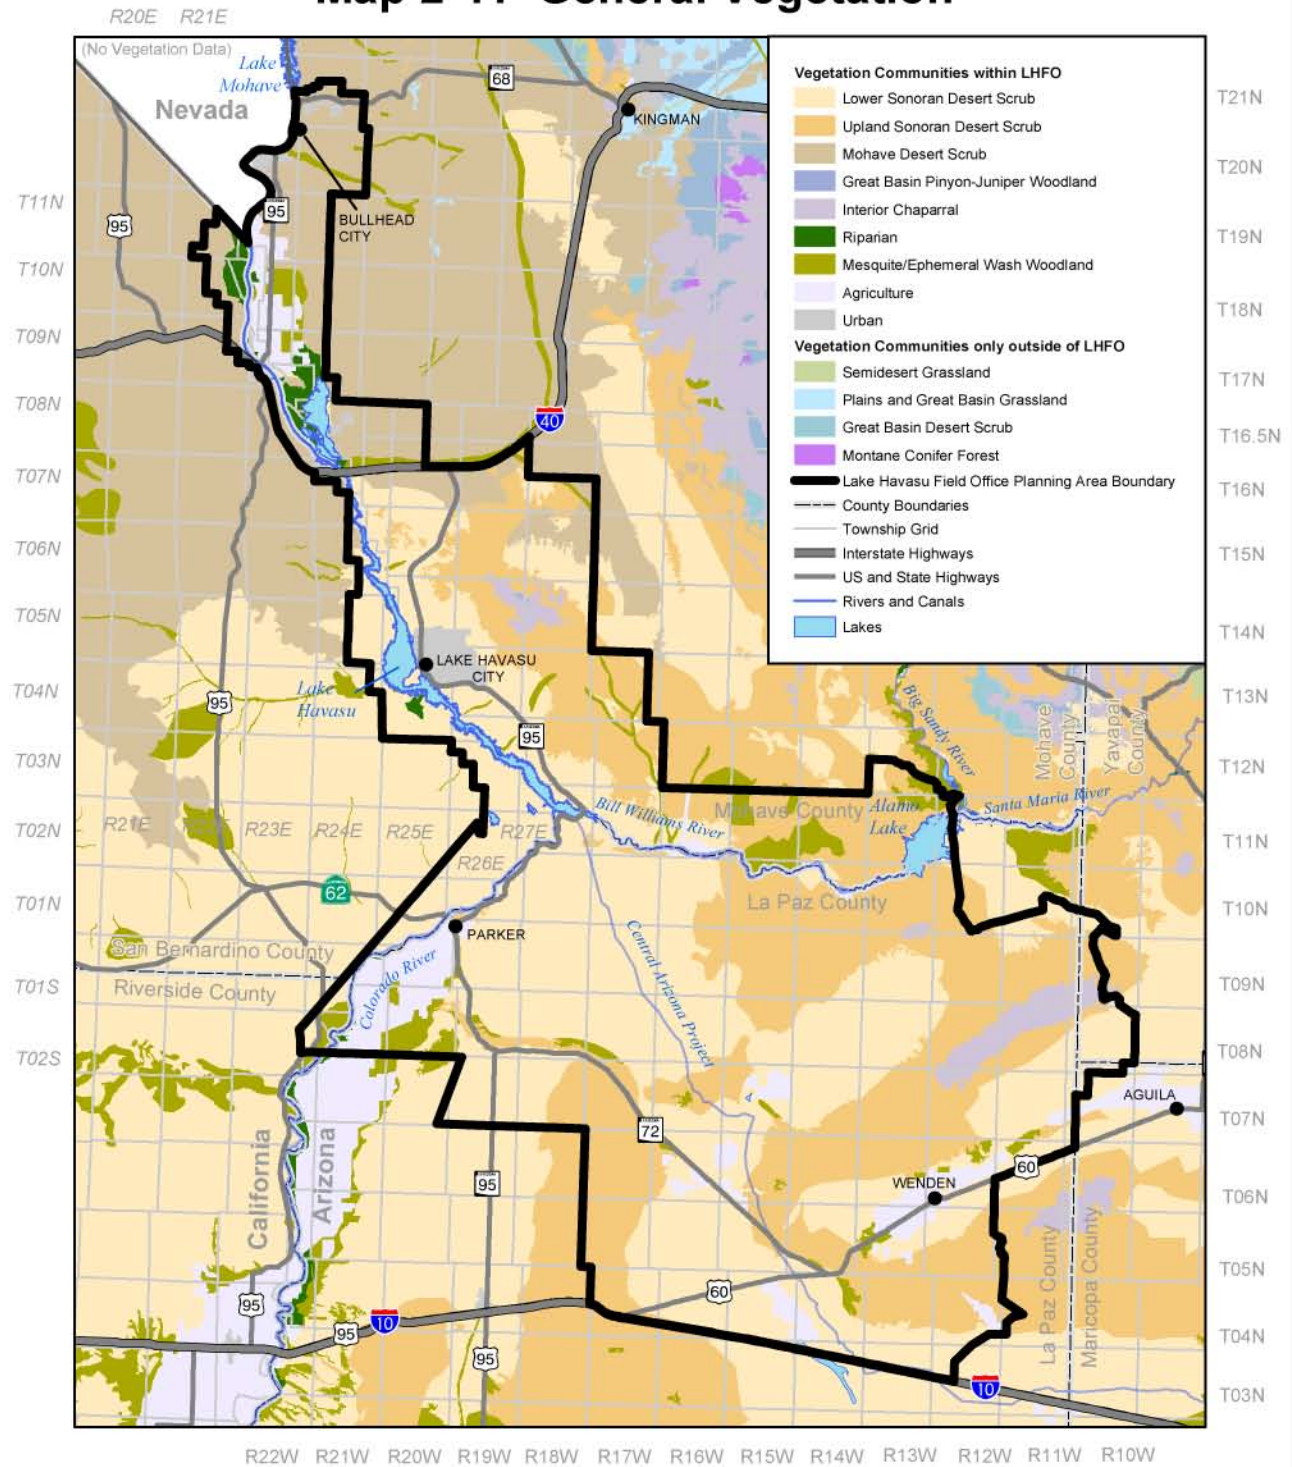 Map 2-11 General Vegetation
R20E R21E
(No Vegetation Data)
Lake
Mohave
Nevada
68
KINGMAN
95
95
BULLHEAD
CITY
40
Vegetation Communities within LHFO
Lower Sonoran Desert Scrub
Upland Sonoran Desert Scrub
Mohave Desert Scrub
Great Basin Pinyon-Juniper Woodland
Interior Chaparral
Riparian
Mesquite/Ephemeral Wash Woodland
Agriculture
Urban
Vegetation Communities only outside of LHFO
Semidesert Grassland
Plains and Great Basin Grassland
Great Basin Desert Scrub
Montane Conifer Forest
Lake Havasu Field Office Planning Area Boundary
County Boundaries
Township Grid
Interstate Highways
US and State Highways
Rivers and Canals
Lakes
T11N
T10N
T09N
T08N
T07N
T06N
T05N
T04N
T03N
T02N
T01N
T01S
T02S
T21N
T20N
T19N
T18N
T17N
T16.5N
T16N
T15N
T14N
T13N
T12N
T11N
T10N
T09N
T08N
T07N
T06N
T05N
T04N
T03N
LAKE HAVASU
CITY
Lake
Havasu
95
95
Big Sandy River
Mohave
County
Yavapai
County
Bill Williams River
Mohave County
Alamo
Lake
Santa Maria River
R21E R23E R24E R25E R27E
R26E
62
La Paz County
PARKER
San Bernardino County
Riverside County
Colorado River
Central Arizona Project
AGUILA
72
60
WENDEN
California
Arizona
95
La Paz County
Maricopa County
60
95
95
10
95
10
R22W R21W R20W R19W R18W R17W R16W R15W R14W R13W R12W R11W R10W